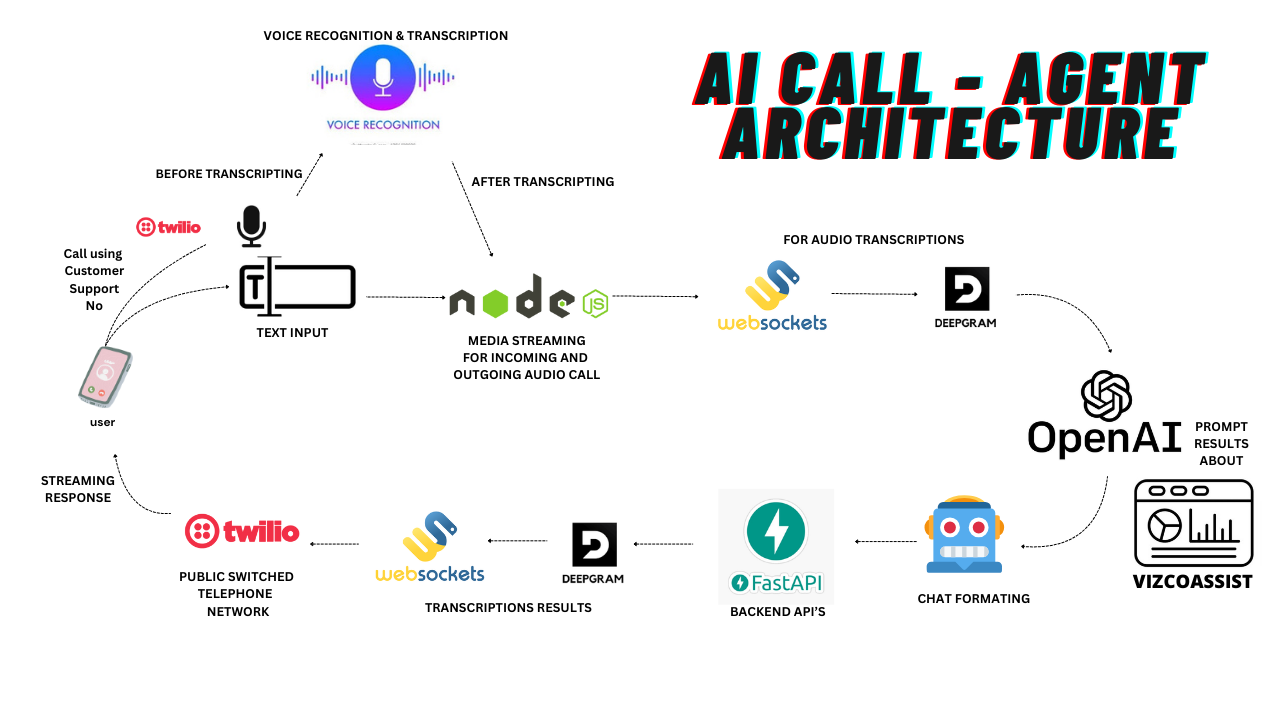 VOICE RECOGNITION & TRANSCRIPTION
VOICE RECOGNITION
AI CALL - AGENT
ARCHITECTURE
BEFORE TRANSCRIPTING
AFTER TRANSCRIPTING
twilio
Call using
Customer
Support
No
T
TEXT INPUT
node
JS
MEDIA STREAMING
FOR INCOMING AND
OUTGOING AUDIO CALL
FOR AUDIO TRANSCRIPTIONS
websockets
DEEPGRAM
user
OpenAI
PROMPT
RESULTS
ABOUT
VIZCOASSIST
CHAT FORMATING
FastAPI
BACKEND API’S
DEEPGRAM
websockets
TRANSCRIPTIONS RESULTS
twilio
PUBLIC SWITCHED
TELEPHONE
NETWORK
STREAMING
RESPONSE